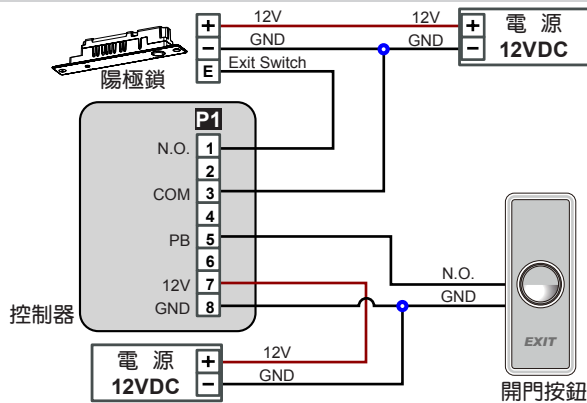 陽極鎖
+
12V
12V
+
電 源
12VDC
−
GND
GND
−
E
Exit Switch
P1
N.O.
1
2
COM
3
4
PB
5
6
12V
7
GND
8
控制器
N.O.
GND
EXIT
開門按鈕
電 源
12VDC
+
12V
−
GND